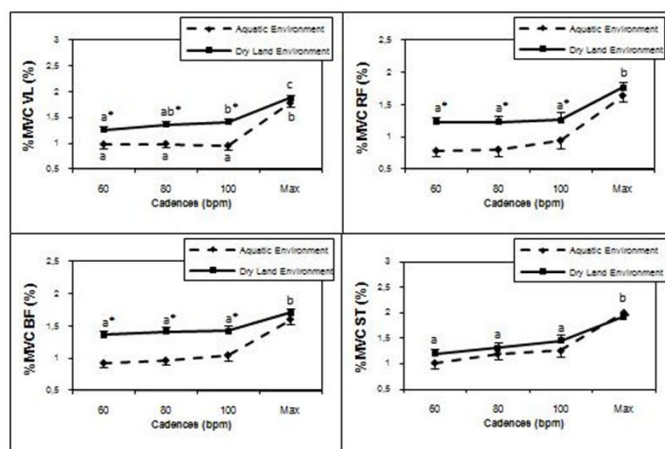 Aquatic Environment
Dry Land Environment
%MVC VL (%)
3
2,5
2
1,5
1
0,5
a*
ab*
b*
c
a
a
a
b
60
80
100
Max
Cadences (bpm)
Aquatic Environment
Dry Land Environment
%MVC RF (%)
2,5
2
1,5
1
0,5
a*
a*
a*
b
60
80
100
Max
Cadences (bpm)
Aquatic Environment
Dry Land Environment
%MVC BF (%)
2,5
2
1,5
1
0,5
a*
a*
a*
b
60
80
100
Max
Cadences (bpm)
Aquatic Environment
Dry Land Environment
%MVC ST (%)
3
2,5
2
1,5
1
0,5
a
a
a
b
60
80
100
Max
Cadences (bpm)